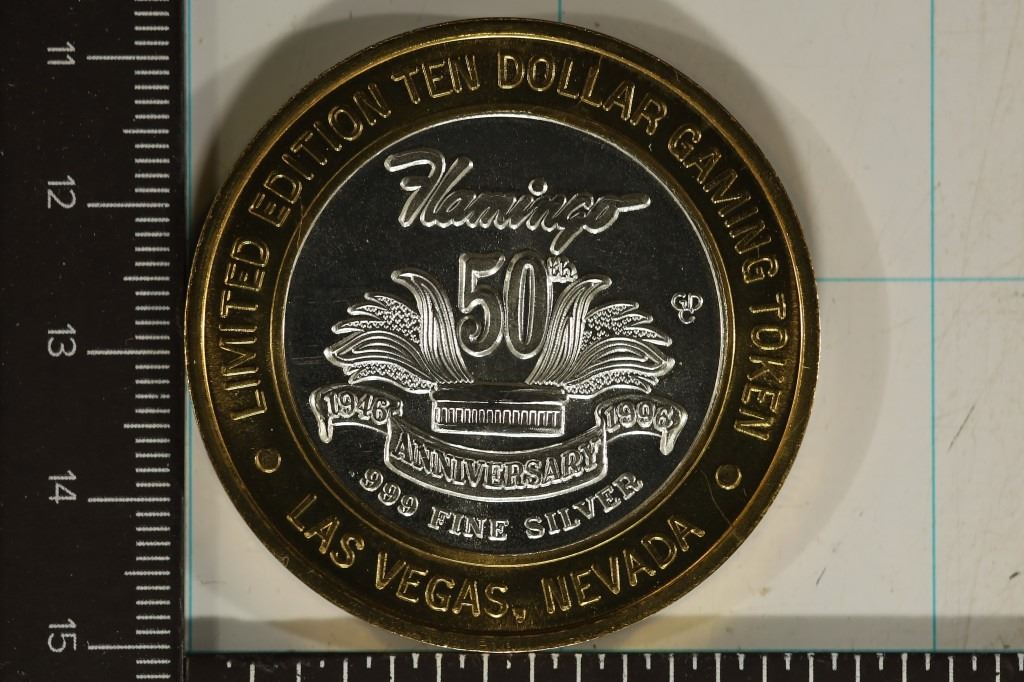 LIMITED EDITION TEN DOLLAR GAMING TOKEN
Flamingo
50th
GDC
1946 1996
ANNIVERSARY
.999 FINE SILVER
LAS VEGAS, NEVADA
11
12
13
14
15